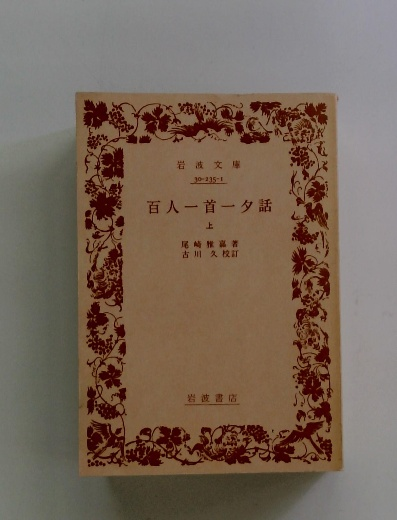 岩波文庫
30-235-1
百人一首一夕話
上
尾崎雅嘉著
古川久校訂
岩波書店